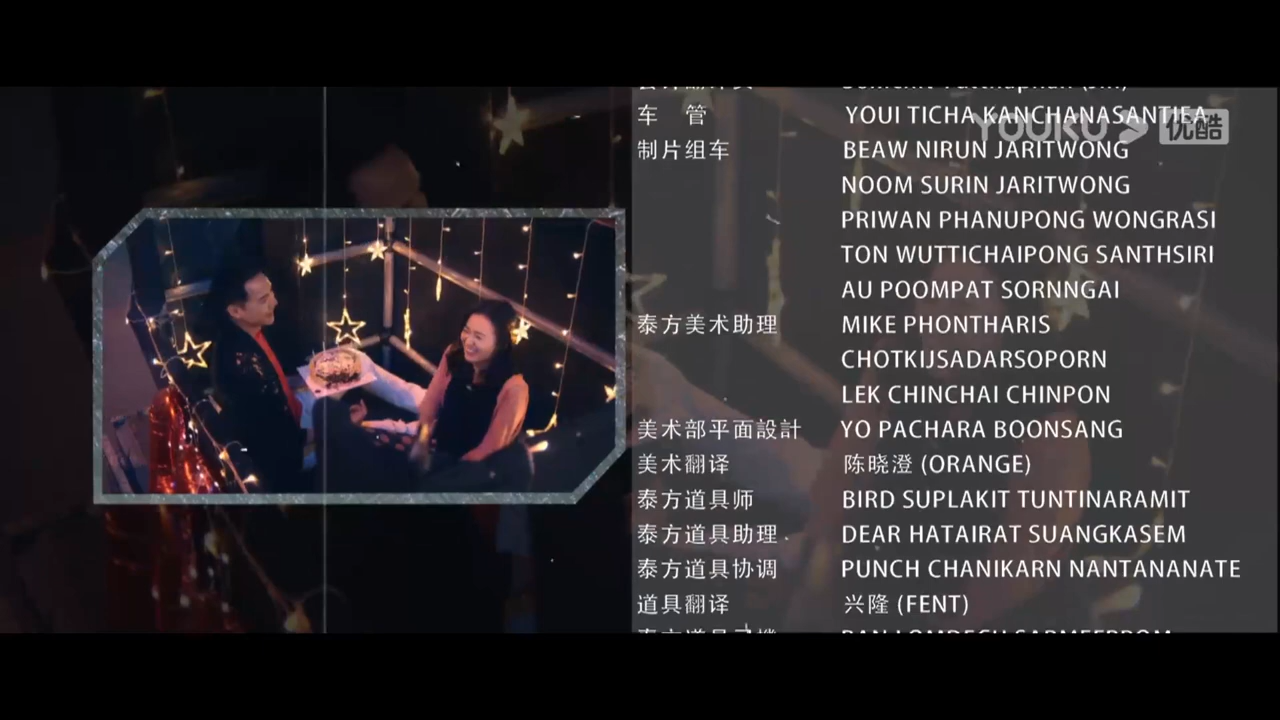 车 管 YOUI TICHA KANCHANASANTIEA
YOUKU 优酷
制片组车 BEAW NIRUN JARITWONG
NOOM SURIN JARITWONG
PRIWAN PHANUPONG WONGRASI
TON WUTTICHAIPONG SANTHSIRI
AU POOMPAT SORNNGAI
泰方美术助理 MIKE PHONTHARIS
CHOTKIJSADARSOPORN
LEK CHINCHAI CHINPON
美术部平面設計 YO PACHARA BOONSANG
美术翻译 陈晓澄 (ORANGE)
泰方道具师 BIRD SUPLAKIT TUNTINARAMIT
泰方道具助理 DEAR HATAIRAT SUANGKASEM
泰方道具协调 PUNCH CHANIKARN NANTANANATE
道具翻译 兴隆 (FENT)